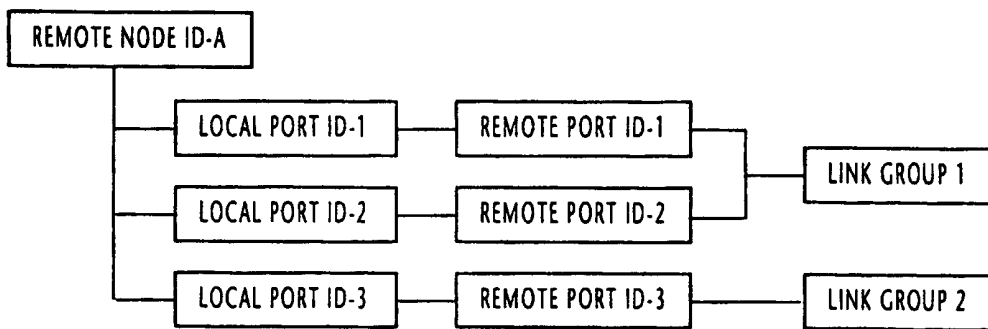 REMOTE NODE ID-A
LOCAL PORT ID-1
REMOTE PORT ID-1
LINK GROUP 1
LOCAL PORT ID-2
REMOTE PORT ID-2
LOCAL PORT ID-3
REMOTE PORT ID-3
LINK GROUP 2